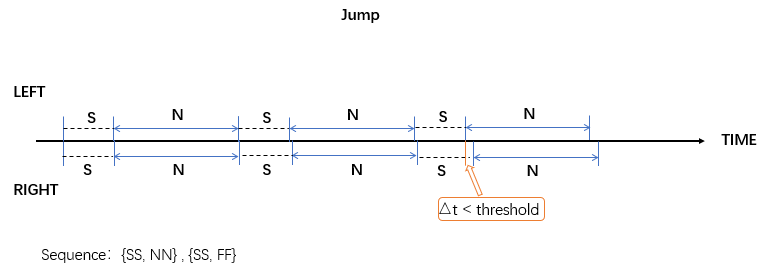 Jump
LEFT
S N S N S N
TIME
S N S N S N
RIGHT
△t < threshold
Sequence: {SS, NN} , {SS, FF}